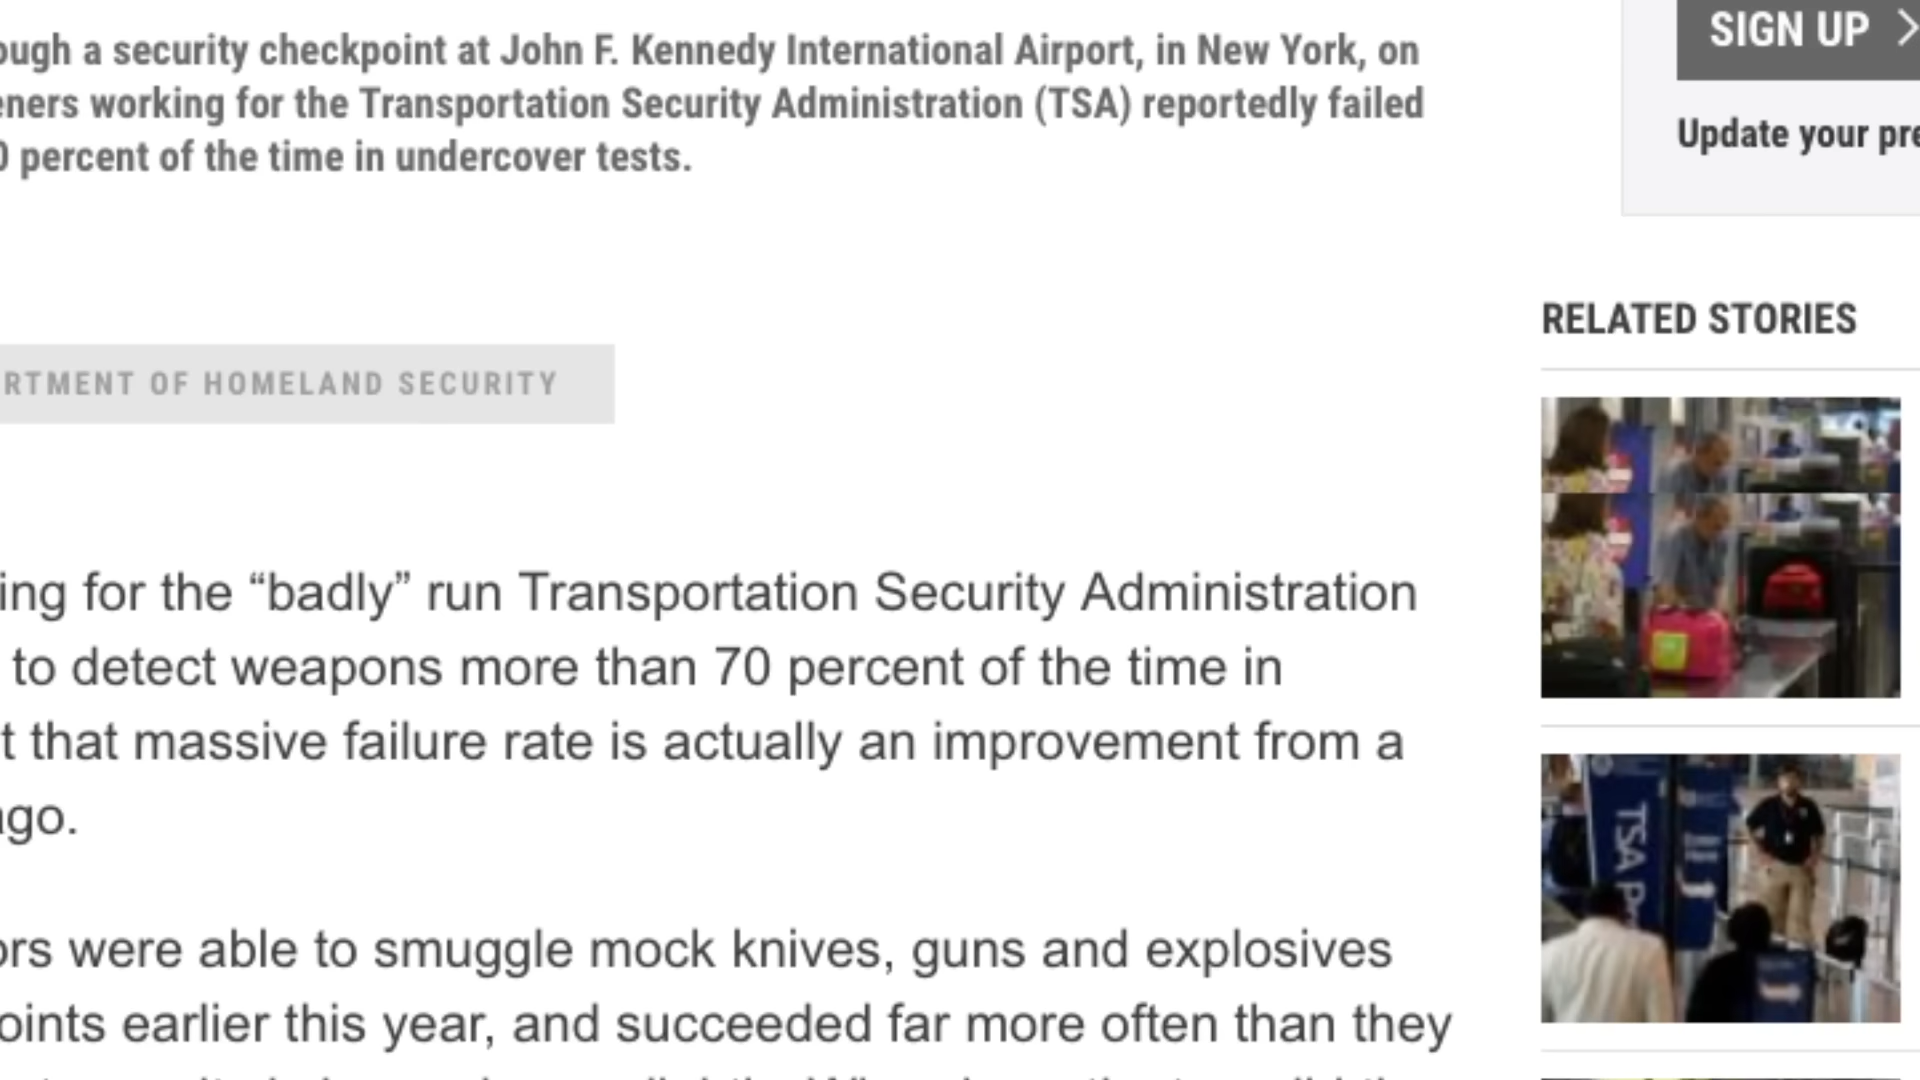 ough a security checkpoint at John F. Kennedy International Airport, in New York, on
eners working for the Transportation Security Administration (TSA) reportedly failed
0 percent of the time in undercover tests.
SIGN UP
Update your pre
RTMENT OF HOMELAND SECURITY
ing for the “badly” run Transportation Security Administration
to detect weapons more than 70 percent of the time in
t that massive failure rate is actually an improvement from a
ago.
ors were able to smuggle mock knives, guns and explosives
oints earlier this year, and succeeded far more often than they
RELATED STORIES
TSA P